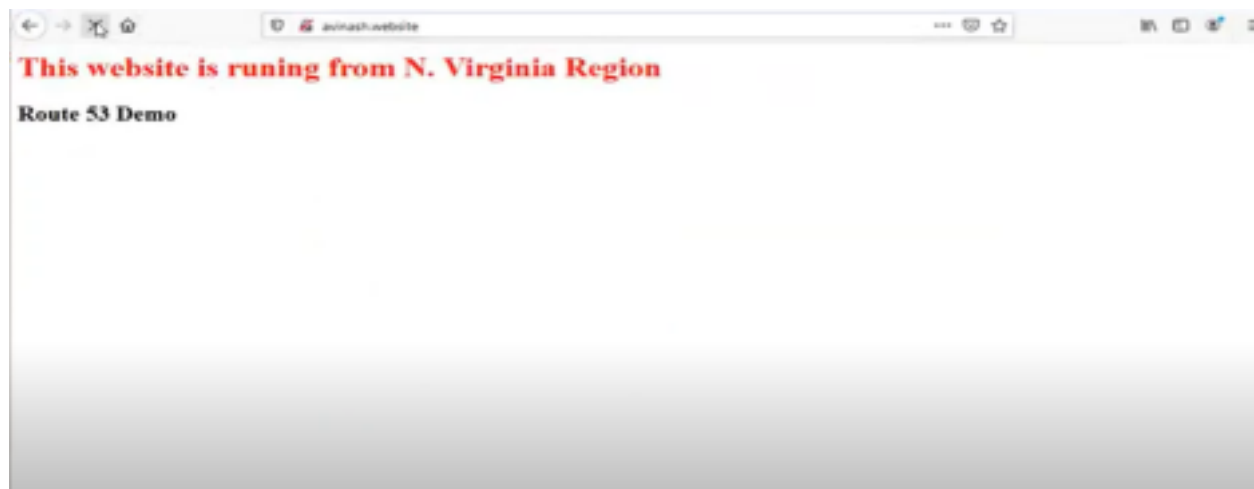 avinash.website
This website is runing from N. Virginia Region
Route 53 Demo